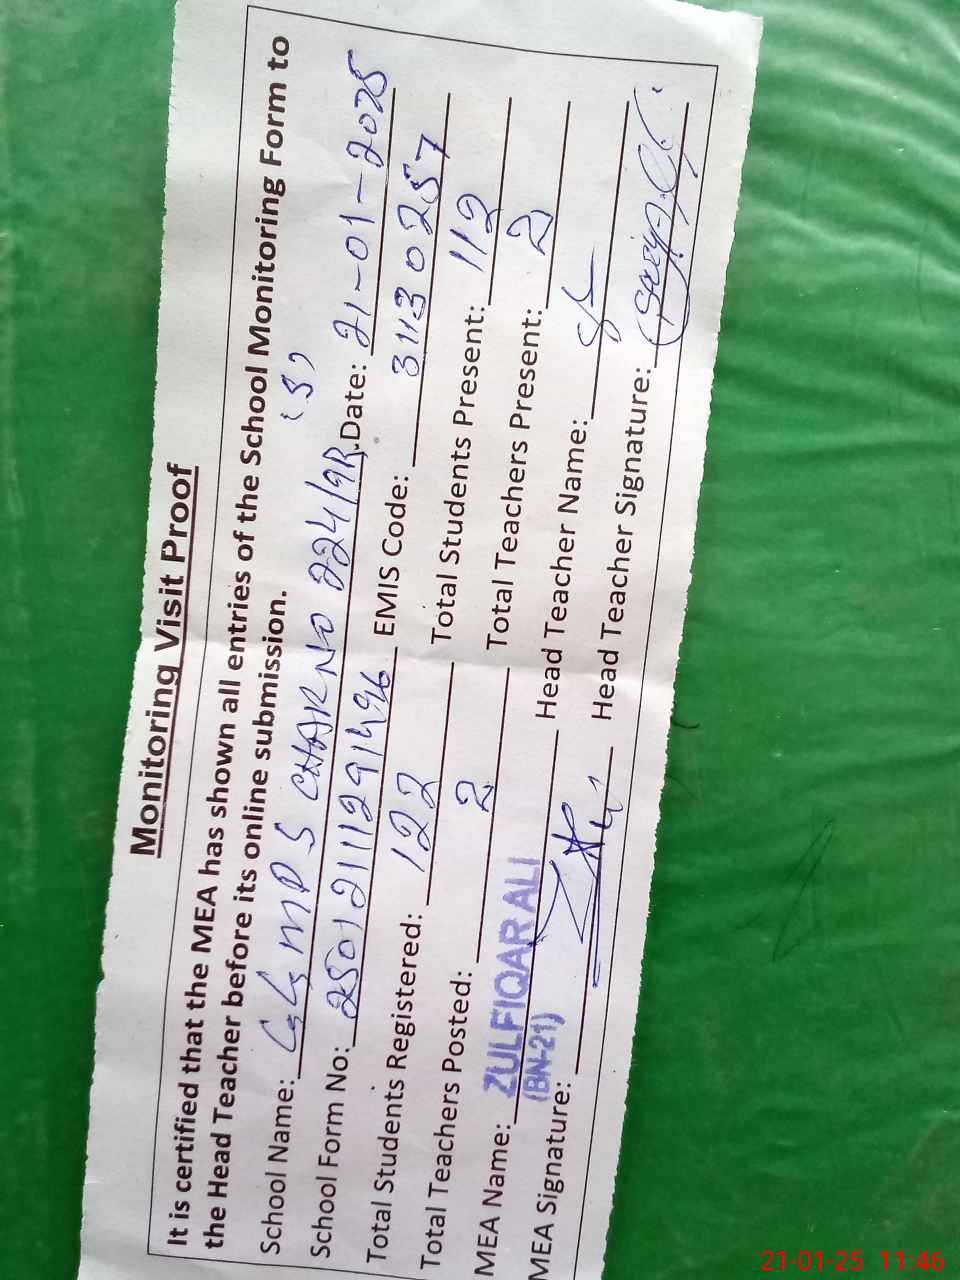 Monitoring Visit Proof
It is certified that the MEA has shown all entries of the School Monitoring Form to
the Head Teacher before its online submission.
School Name: GGMPS CHAK NO 224/9R Date: 21-01-2025
School Form No: 2501211291496 EMIS Code: 31130257
Total Students Registered: 122 Total Students Present: 112
Total Teachers Posted: 2 Total Teachers Present: 2
MEA Name: ZULFIQAR ALI Head Teacher Name:
(BN-21)
MEA Signature: Head Teacher Signature:
21-01-25 11:46